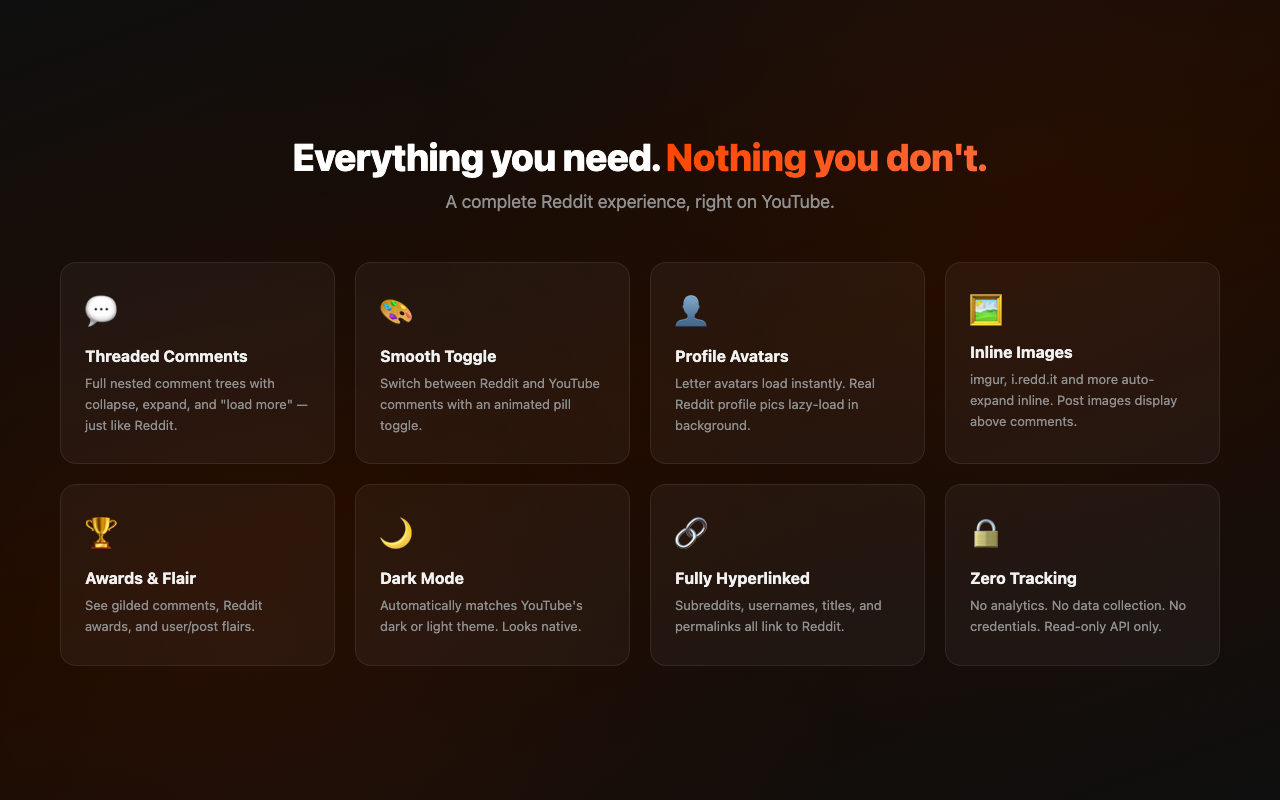 Everything you need. Nothing you don't.
A complete Reddit experience, right on YouTube.
Threaded Comments
Full nested comment trees with
collapse, expand, and "load more" —
just like Reddit.
Smooth Toggle
Switch between Reddit and YouTube
comments with an animated pill
toggle.
Profile Avatars
Letter avatars load instantly. Real
Reddit profile pics lazy-load in
background.
Inline Images
imgur, i.redd.it and more auto-
expand inline. Post images display
above comments.
Awards & Flair
See gilded comments, Reddit
awards, and user/post flairs.
Dark Mode
Automatically matches YouTube's
dark or light theme. Looks native.
Fully Hyperlinked
Subreddits, usernames, titles, and
permalinks all link to Reddit.
Zero Tracking
No analytics. No data collection. No
credentials. Read-only API only.